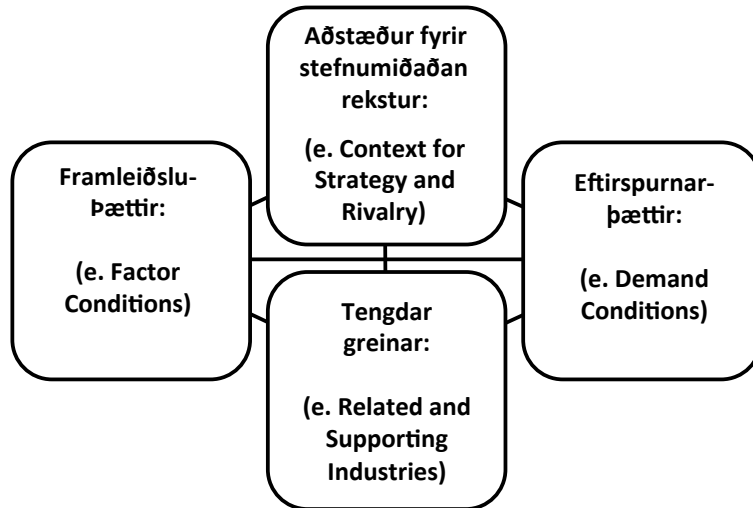 Aðstæður fyrir
stefnumiðaðan
rekstur:
(e. Context for
Strategy and
Rivalry)
Framleiðslu-
Þættir:
(e. Factor
Conditions)
Eftirspurnar-
þættir:
(e. Demand
Conditions)
Tengdar
greinar:
(e. Related and
Supporting
Industries)